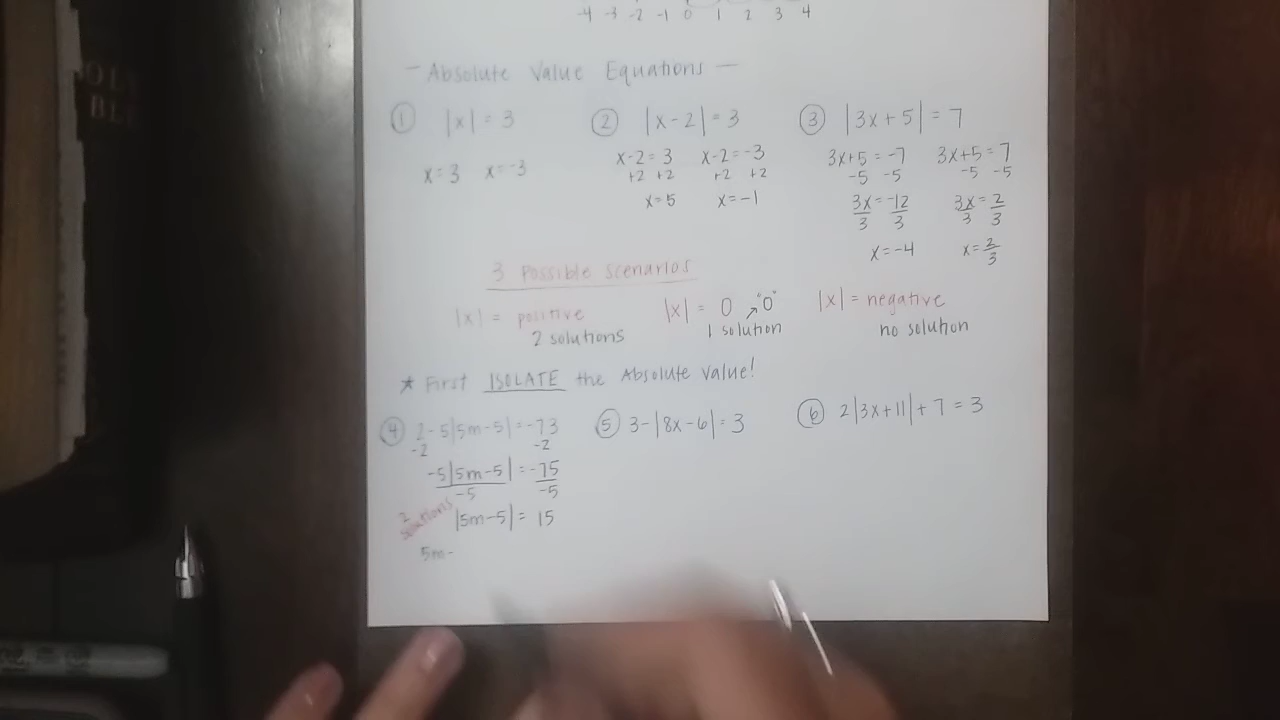 -4 -3 -2 -1 0 1 2 3 4
- Absolute Value Equations -
① |x| = 3
x = 3 x = -3
② |x - 2| = 3
x - 2 = 3 x - 2 = -3
+2 +2 +2 +2
x = 5 x = -1
③ |3x + 5| = 7
3x + 5 = -7 3x + 5 = 7
-5 -5 -5 -5
3x = -12 3x = 2
3 3 3 3
x = -4 x = 2/3
3 Possible Scenarios
|x| = positive
2 solutions
|x| = 0 "0"
1 solution
|x| = negative
no solution
* First ISOLATE the Absolute Value!
④ 2 - 5|5m - 5| = -73
-2 -2
-5|5m - 5| = -75
-5 -5
2 solutions
|5m - 5| = 15
5m -
⑤ 3 - |8x - 6| = 3
⑥ 2|3x + 11| + 7 = 3